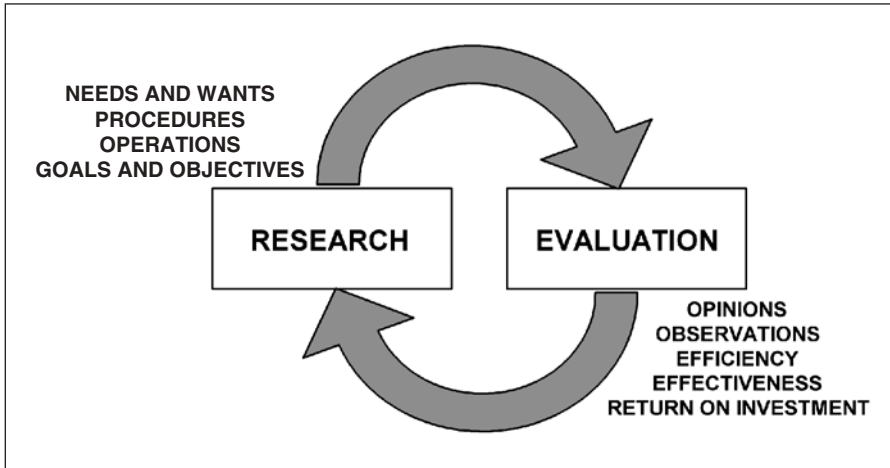 NEEDS AND WANTS
PROCEDURES
OPERATIONS
GOALS AND OBJECTIVES
RESEARCH
EVALUATION
OPINIONS
OBSERVATIONS
EFFICIENCY
EFFECTIVENESS
RETURN ON INVESTMENT